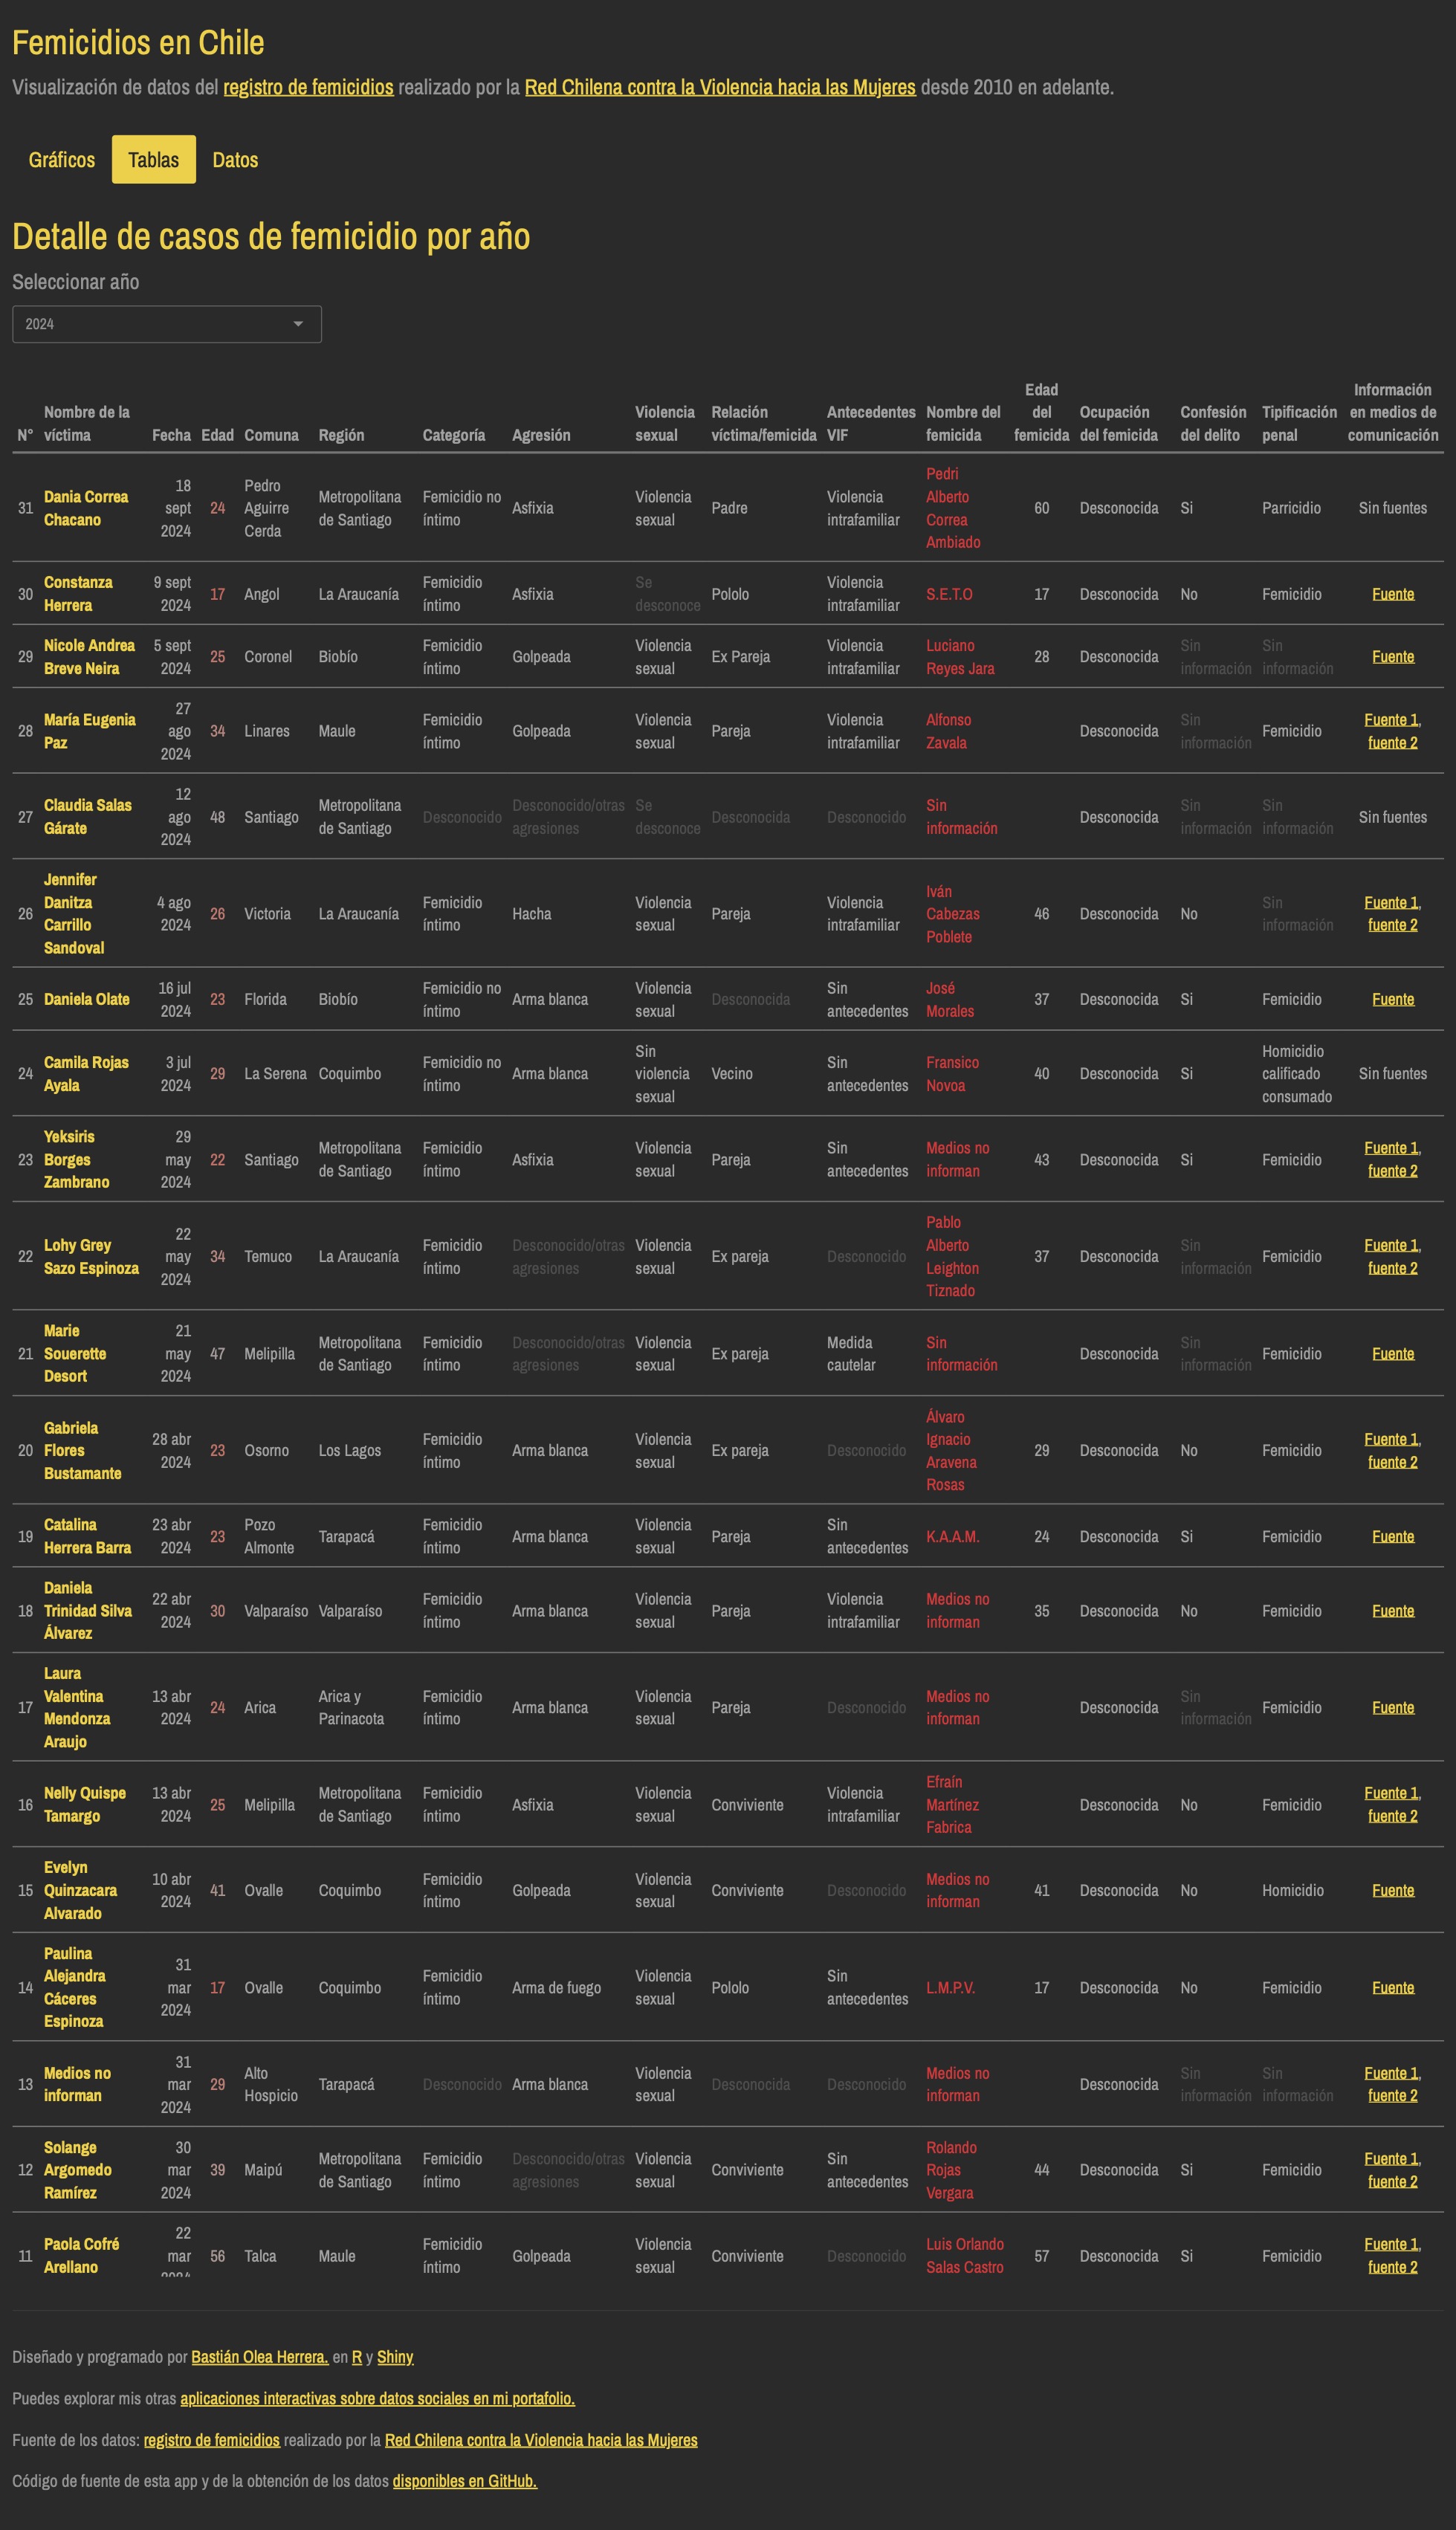 Femicidios en Chile
Visualización de datos del registro de femicidios realizado por la Red Chilena contra la Violencia hacia las Mujeres desde 2010 en adelante.
Gráficos Tablas Datos
Detalle de casos de femicidio por año
Seleccionar año
2024
N° Nombre de la víctima Fecha Edad Comuna Región Categoría Agresión Violencia sexual Relación víctima/femicida Antecedentes VIF Nombre del femicida Edad del femicida Ocupación del femicida Confesión del delito Tipificación penal Información en medios de comunicación
31 Dania Correa Chacano 18 sept 2024 24 Pedro Aguirre Cerda Metropolitana de Santiago Femicidio no íntimo Asfixia Violencia sexual Padre Violencia intrafamiliar Pedri Alberto Correa Ambiado 60 Desconocida Si Parricidio Sin fuentes
30 Constanza Herrera 9 sept 2024 17 Angol La Araucanía Femicidio íntimo Asfixia Se desconoce Pololo Violencia intrafamiliar S.E.T.O 17 Desconocida No Femicidio Fuente
29 Nicole Andrea Breve Neira 5 sept 2024 25 Coronel Biobío Femicidio íntimo Golpeada Violencia sexual Ex Pareja Violencia intrafamiliar Luciano Reyes Jara 28 Desconocida Sin información Sin información Fuente
28 María Eugenia Paz 27 ago 2024 34 Linares Maule Femicidio íntimo Golpeada Violencia sexual Pareja Violencia intrafamiliar Alfonso Zavala Desconocida Sin información Femicidio Fuente 1, fuente 2
27 Claudia Salas Gárate 12 ago 2024 48 Santiago Metropolitana de Santiago Desconocido Desconocido/otras agresiones Se desconoce Desconocida Desconocido Sin información Desconocida Sin información Sin información Sin fuentes
26 Jennifer Danitza Carrillo Sandoval 4 ago 2024 26 Victoria La Araucanía Femicidio íntimo Hacha Violencia sexual Pareja Violencia intrafamiliar Iván Cabezas Poblete 46 Desconocida No Sin información Fuente 1, fuente 2
25 Daniela Olate 16 jul 2024 23 Florida Biobío Femicidio no íntimo Arma blanca Violencia sexual Desconocida Sin antecedentes José Morales 37 Desconocida Si Femicidio Fuente
24 Camila Rojas Ayala 3 jul 2024 29 La Serena Coquimbo Femicidio no íntimo Arma blanca Sin violencia sexual Vecino Sin antecedentes Fransico Novoa 40 Desconocida Si Homicidio calificado consumado Sin fuentes
23 Yeksiris Borges Zambrano 29 may 2024 22 Santiago Metropolitana de Santiago Femicidio íntimo Asfixia Violencia sexual Pareja Sin antecedentes Medios no informan 43 Desconocida Si Femicidio Fuente 1, fuente 2
22 Lohy Grey Sazo Espinoza 22 may 2024 34 Temuco La Araucanía Femicidio íntimo Desconocido/otras agresiones Violencia sexual Ex pareja Desconocido Pablo Alberto Leighton Tiznado 37 Desconocida Sin información Femicidio Fuente 1, fuente 2
21 Marie Souerette Desort 21 may 2024 47 Melipilla Metropolitana de Santiago Femicidio íntimo Desconocido/otras agresiones Violencia sexual Ex pareja Medida cautelar Sin información Desconocida Sin información Femicidio Fuente
20 Gabriela Flores Bustamante 28 abr 2024 23 Osorno Los Lagos Femicidio íntimo Arma blanca Violencia sexual Ex pareja Desconocido Álvaro Ignacio Aravena Rosas 29 Desconocida No Femicidio Fuente 1, fuente 2
19 Catalina Herrera Barra 23 abr 2024 23 Pozo Almonte Tarapacá Femicidio íntimo Arma blanca Violencia sexual Pareja Sin antecedentes K.A.A.M. 24 Desconocida Si Femicidio Fuente
18 Daniela Trinidad Silva Álvarez 22 abr 2024 30 Valparaíso Valparaíso Femicidio íntimo Arma blanca Violencia sexual Pareja Violencia intrafamiliar Medios no informan 35 Desconocida No Femicidio Fuente
17 Laura Valentina Mendonza Araujo 13 abr 2024 24 Arica Arica y Parinacota Femicidio íntimo Arma blanca Violencia sexual Pareja Desconocido Medios no informan Desconocida Sin información Femicidio Fuente
16 Nelly Quispe Tamargo 13 abr 2024 25 Melipilla Metropolitana de Santiago Femicidio íntimo Asfixia Violencia sexual Conviviente Violencia intrafamiliar Efraín Martínez Fabrica Desconocida No Femicidio Fuente 1, fuente 2
15 Evelyn Quinzacara Alvarado 10 abr 2024 41 Ovalle Coquimbo Femicidio íntimo Golpeada Violencia sexual Conviviente Desconocido Medios no informan 41 Desconocida No Homicidio Fuente
14 Paulina Alejandra Cáceres Espinoza 31 mar 2024 17 Ovalle Coquimbo Femicidio íntimo Arma de fuego Violencia sexual Pololo Sin antecedentes L.M.P.V. 17 Desconocida No Femicidio Fuente
13 Medios no informan 31 mar 2024 29 Alto Hospicio Tarapacá Desconocido Arma blanca Violencia sexual Desconocida Desconocido Medios no informan Desconocida Sin información Sin información Fuente 1, fuente 2
12 Solange Argomedo Ramírez 30 mar 2024 39 Maipú Metropolitana de Santiago Femicidio íntimo Desconocido/otras agresiones Violencia sexual Conviviente Sin antecedentes Rolando Rojas Vergara 44 Desconocida Si Femicidio Fuente 1, fuente 2
11 Paola Cofré Arellano 22 mar 56 Talca Maule Femicidio íntimo Golpeada Violencia sexual Conviviente Desconocido Luis Orlando Salas Castro 57 Desconocida Si Femicidio Fuente 1, fuente 2
Diseñado y programado por Bastián Olea Herrera. en R y Shiny
Puedes explorar mis otras aplicaciones interactivas sobre datos sociales en mi portafolio.
Fuente de los datos: registro de femicidios realizado por la Red Chilena contra la Violencia hacia las Mujeres
Código de fuente de esta app y de la obtención de los datos disponibles en GitHub.